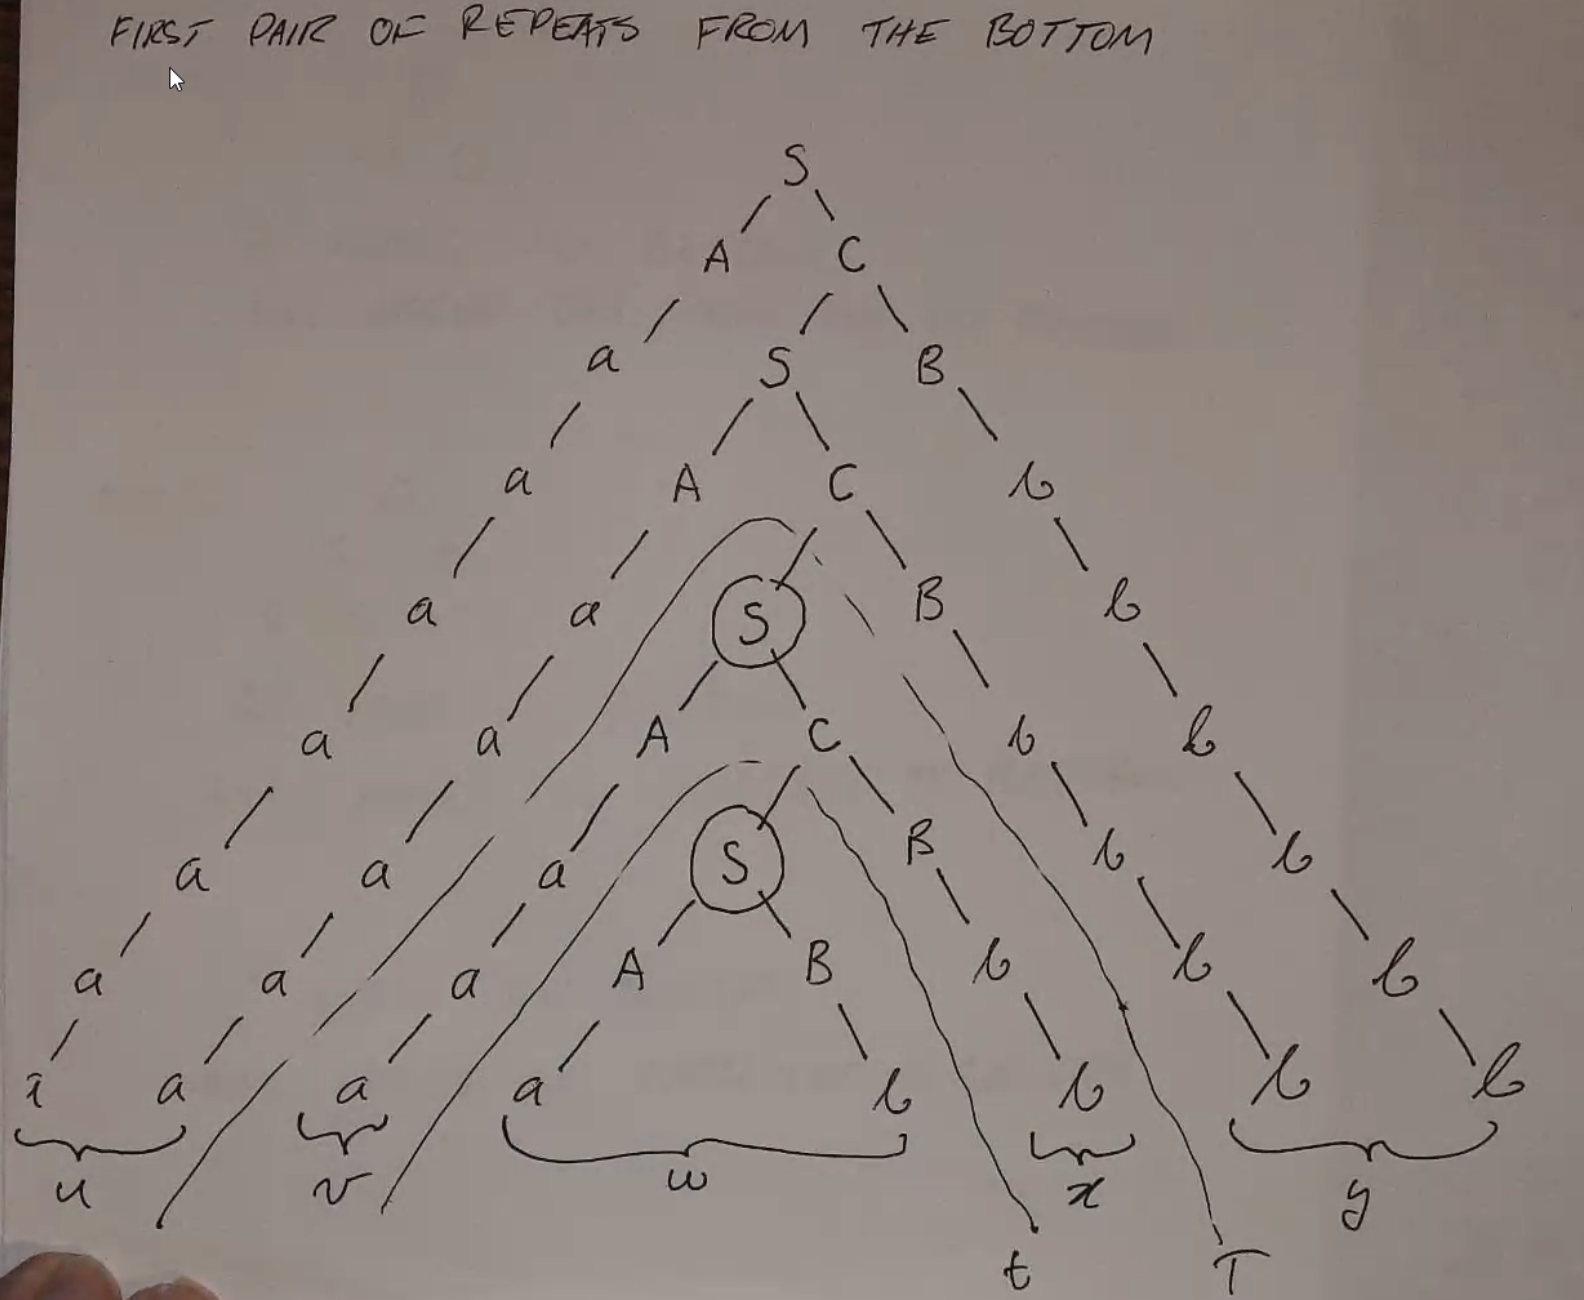 FIRST PAIR OF REPEATS FROM THE BOTTOM
S
A C
a S B
a A C b
a a S B b
a a A C b b
a a a S B b b
a a a A B b b b
a a a a b b b b
u v w x y
t T